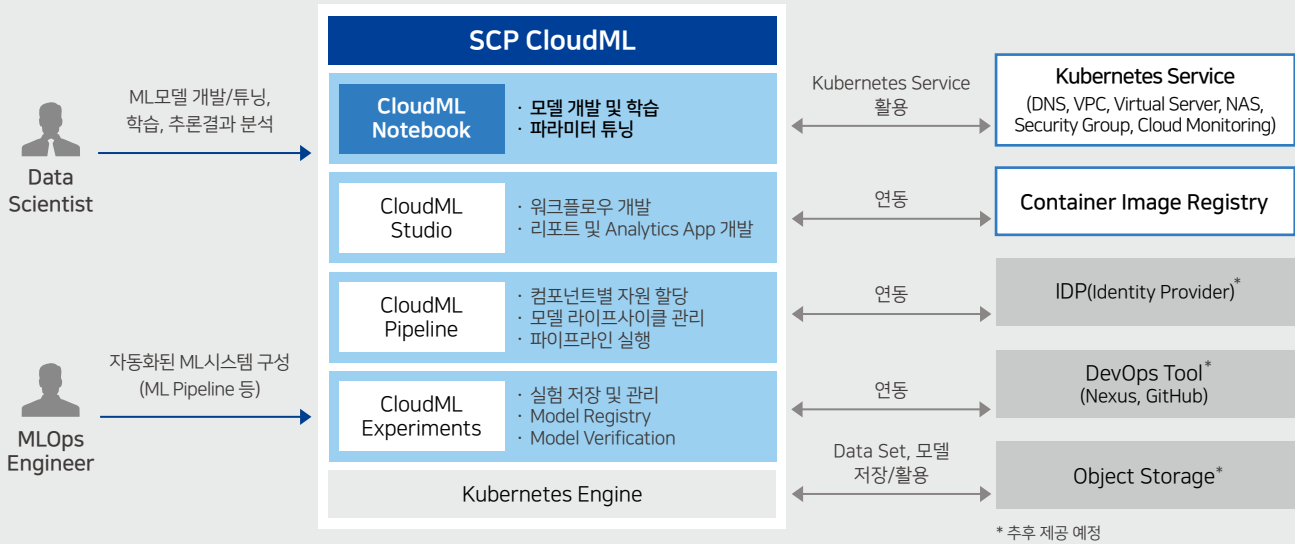 SCP CloudML
ML모델 개발/튜닝,
학습, 추론결과 분석
Data
Scientist
자동화된 ML시스템 구성
(ML Pipeline 등)
MLOps
Engineer
CloudML
Notebook
· 모델 개발 및 학습
· 파라미터 튜닝
CloudML
Studio
· 워크플로우 개발
· 리포트 및 Analytics App 개발
CloudML
Pipeline
· 컴포넌트별 자원 할당
· 모델 라이프사이클 관리
· 파이프라인 실행
CloudML
Experiments
· 실험 저장 및 관리
· Model Registry
· Model Verification
Kubernetes Engine
Kubernetes Service
활용
연동
연동
연동
Data Set, 모델
저장/활용
Kubernetes Service
(DNS, VPC, Virtual Server, NAS,
Security Group, Cloud Monitoring)
Container Image Registry
IDP(Identity Provider)*
DevOps Tool*
(Nexus, GitHub)
Object Storage*
* 추후 제공 예정